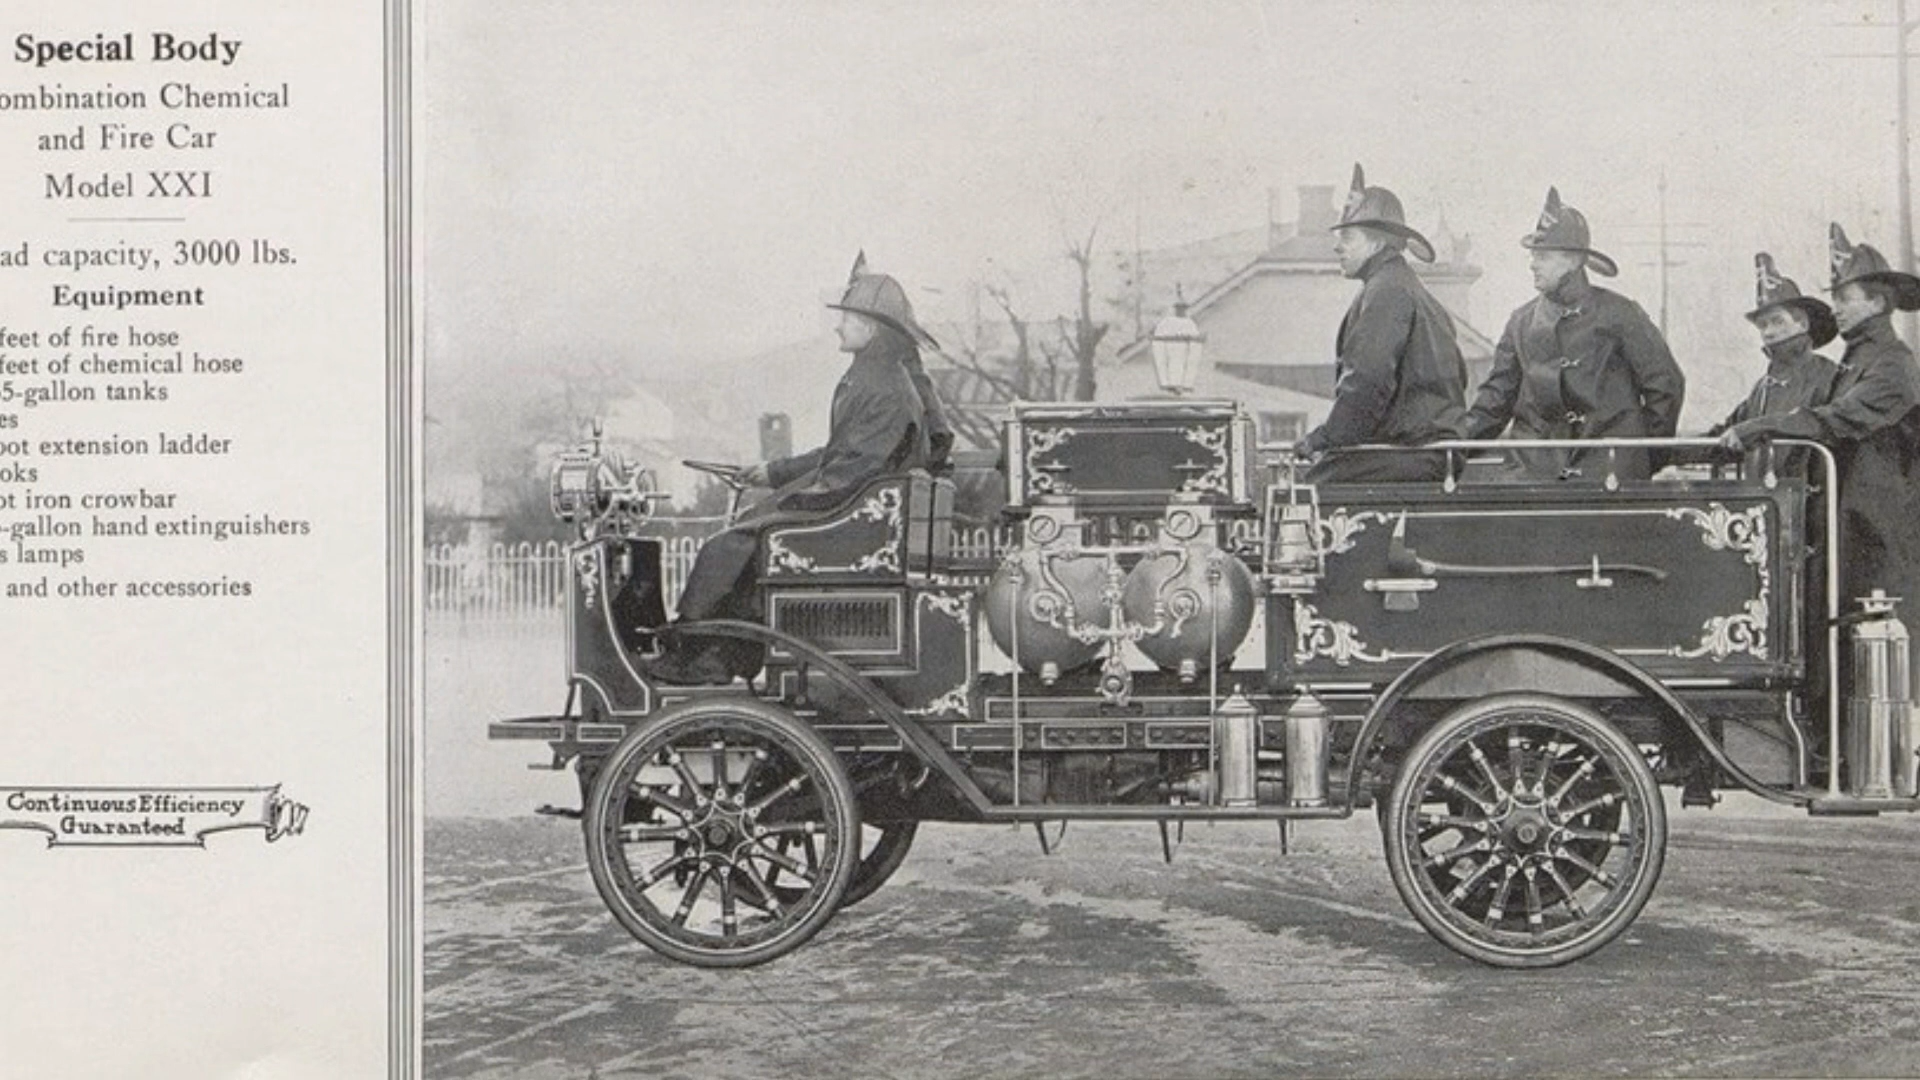 Special Body
ombination Chemical
and Fire Car
Model XXI
ad capacity, 3000 lbs.
Equipment
feet of fire hose
feet of chemical hose
5-gallon tanks
es
oot extension ladder
oks
ot iron crowbar
-gallon hand extinguishers
s lamps
and other accessories
Continuous Efficiency
Guaranteed